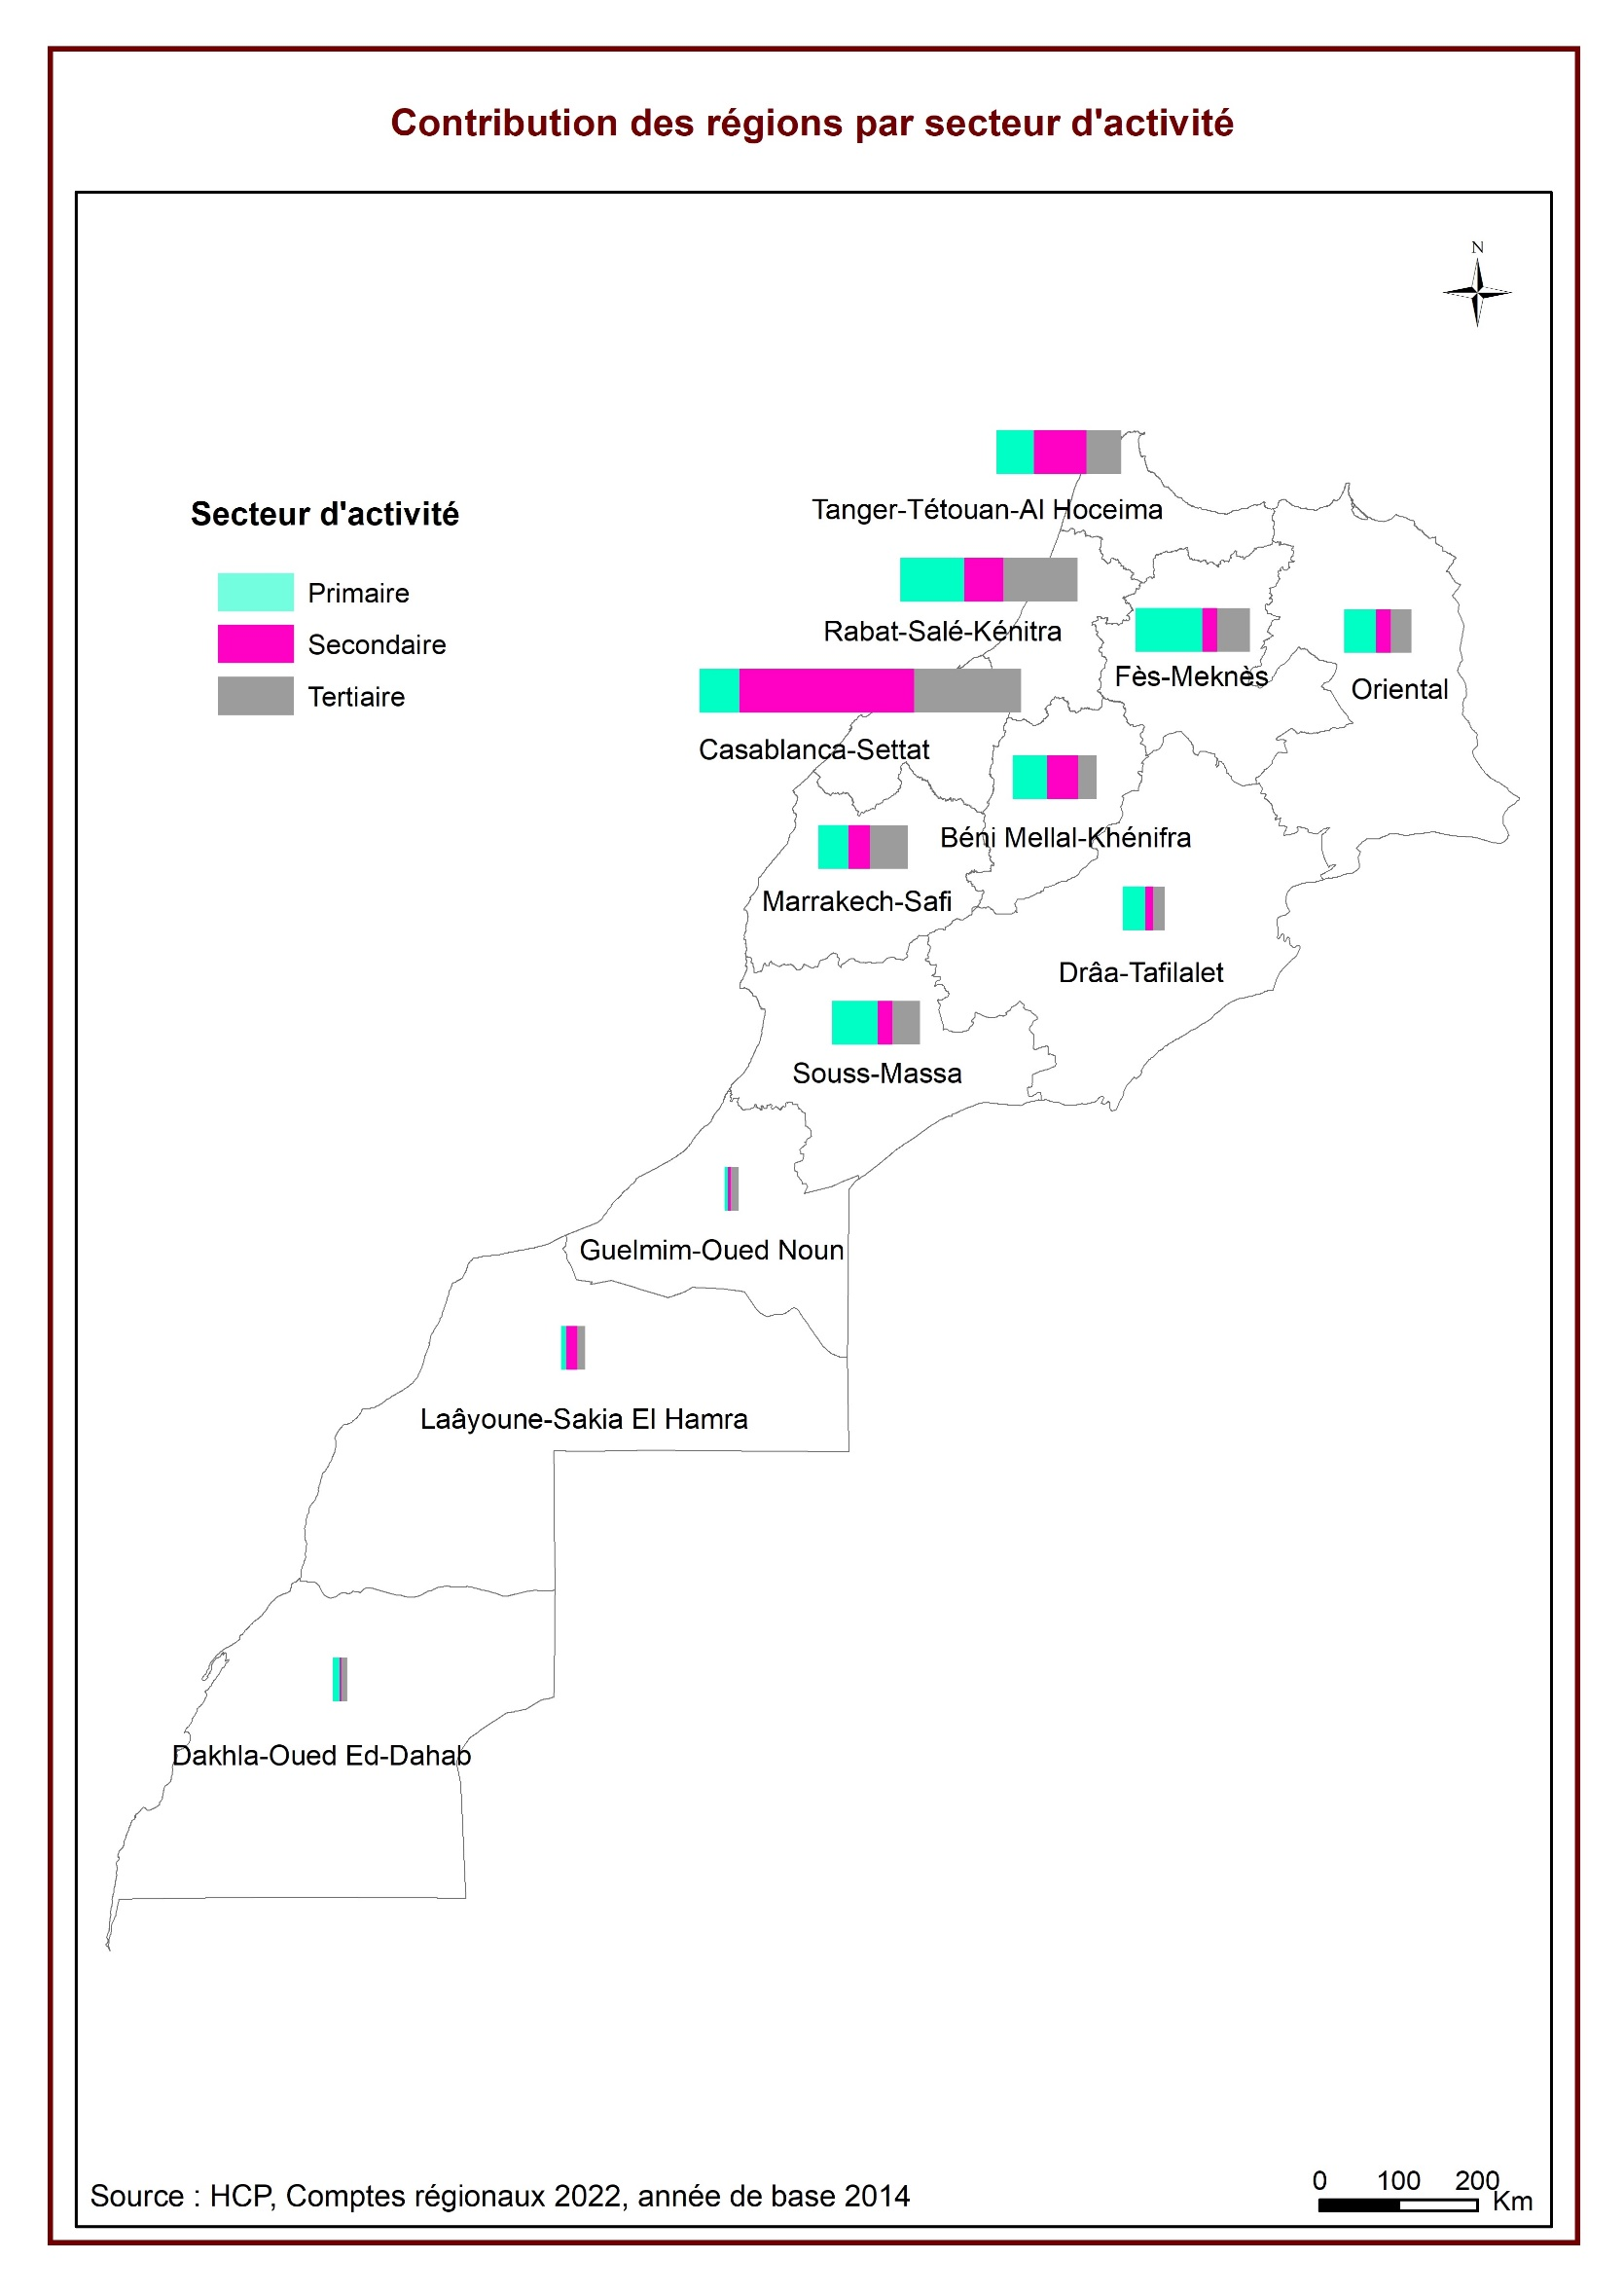 Contribution des régions par secteur d'activité
N
Secteur d'activité
Primaire
Secondaire
Tertiaire
Tanger-Tétouan-Al Hoceima
Rabat-Salé-Kénitra
Fès-Meknès
Oriental
Casablanca-Settat
Béni Mellal-Khénifra
Marrakech-Safi
Drâa-Tafilalet
Souss-Massa
Guelmim-Oued Noun
Laâyoune-Sakia El Hamra
Dakhla-Oued Ed-Dahab
Source : HCP, Comptes régionaux 2022, année de base 2014
0 100 200
Km